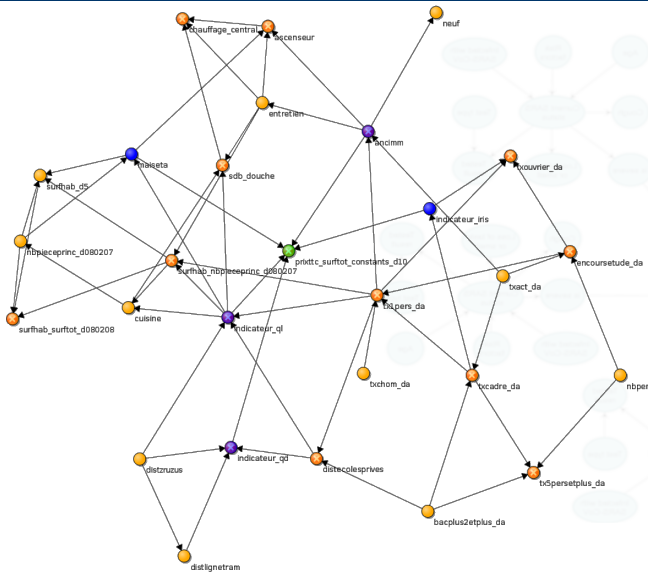 neuf
chauffage_central
ascenseur
entretien
ancimm
maiseta
sdb_douche
txouvrier_da
surfhab_d5
indicateur_iris
nbpieceprinc_d080207
prixttc_surftot_constants_d10
surfhab_nbpieceprinc_d080207
encoursetude_da
txact_da
tx1pers_da
cuisine
indicateur_ql
surfhab_surftot_d080208
txchom_da
txcadre_da
nbper
distzruzus
indicateur_qd
distecolesprives
tx5persetplus_da
bacplus2etplus_da
distlignetram